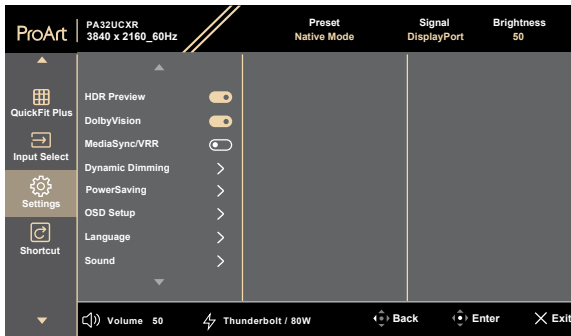 ProArt
PA32UCXR
3840 x 2160_60Hz
Preset
Native Mode
Signal
DisplayPort
Brightness
50
QuickFit Plus
Input Select
Settings
Shortcut
HDR Preview
DolbyVision
MediaSync/VRR
Dynamic Dimming
PowerSaving
OSD Setup
Language
Sound
Volume 50
Thunderbolt / 80W
Back
Enter
Exit